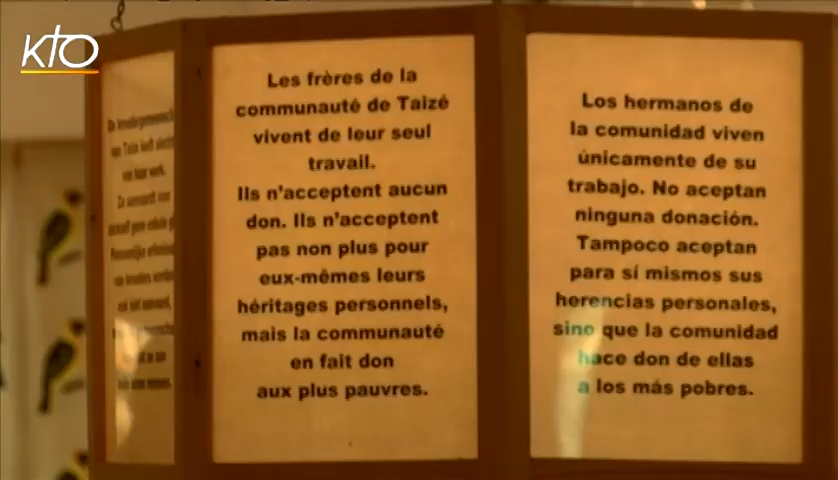 KTO
Les frères de la
communauté de Taizé
vivent de leur seul
travail.
Ils n'acceptent aucun
don. Ils n'acceptent
pas non plus pour
eux-mêmes leurs
héritages personnels,
mais la communauté
en fait don
aux plus pauvres.
Los hermanos de
la comunidad viven
únicamente de su
trabajo. No aceptan
ninguna donación.
Tampoco aceptan
para sí mismos sus
herencias personales,
sino que la comunidad
hace don de ellas
a los más pobres.